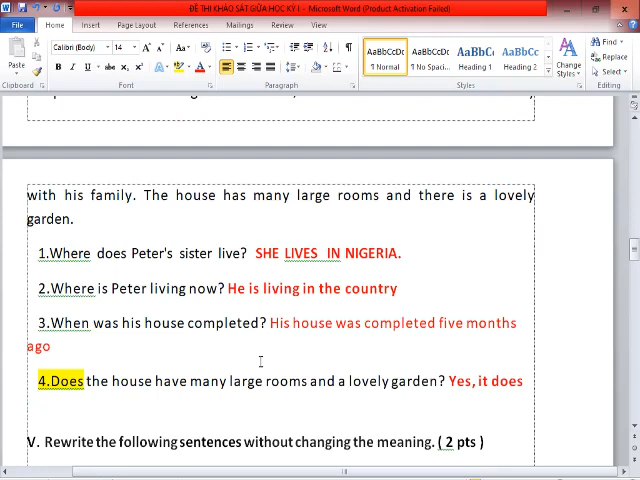 ĐỀ THI KHẢO SÁT GIỮA HỌC KỲ I - Microsoft Word (Product Activation Failed)
File Home Insert Page Layout References Mailings Review View
Paste
Calibri (Body) 14
Clipboard Font Paragraph Styles Editing
AaBbCcDc AaBbCcDc AaBbC AaBbCc
¶ Normal ¶ No Spaci... Heading 1 Heading 2
Change Styles
Find
Replace
Select
with his family. The house has many large rooms and there is a lovely
garden.
1.Where does Peter's sister live? SHE LIVES IN NIGERIA.
2.Where is Peter living now? He is living in the country
3.When was his house completed? His house was completed five months
ago
4.Does the house have many large rooms and a lovely garden? Yes, it does
V. Rewrite the following sentences without changing the meaning. ( 2 pts )